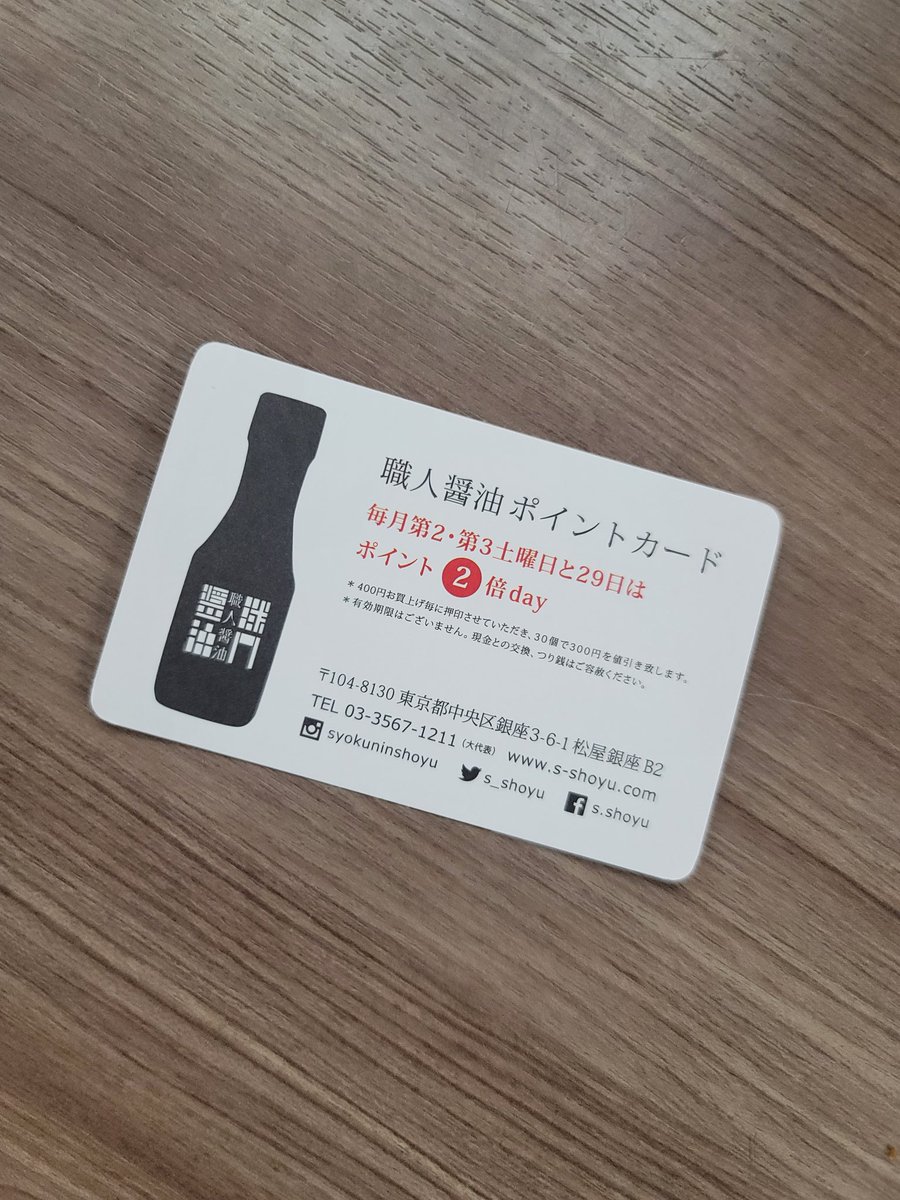 職人醤油
職人醤油 ポイントカード
毎月第2・第3土曜日と29日は
ポイント 2 倍day
＊400円お買上げ毎に押印させていただき、30個で300円を値引き致します。
＊有効期限はございません。現金との交換、つり銭はご容赦ください。
〒104-8130 東京都中央区銀座3-6-1 松屋銀座 B2
TEL 03-3567-1211 （大代表） www.s-shoyu.com
syokuninshoyu s_shoyu s.shoyu